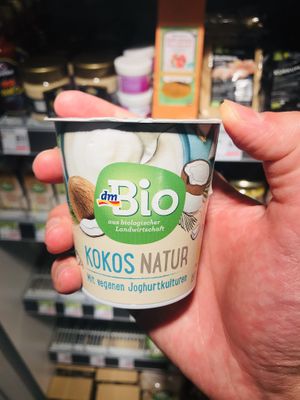 dm
Bio
aus biologischer
Landwirtschaft
KOKOS NATUR
Mit veganen Joghurtkulturen